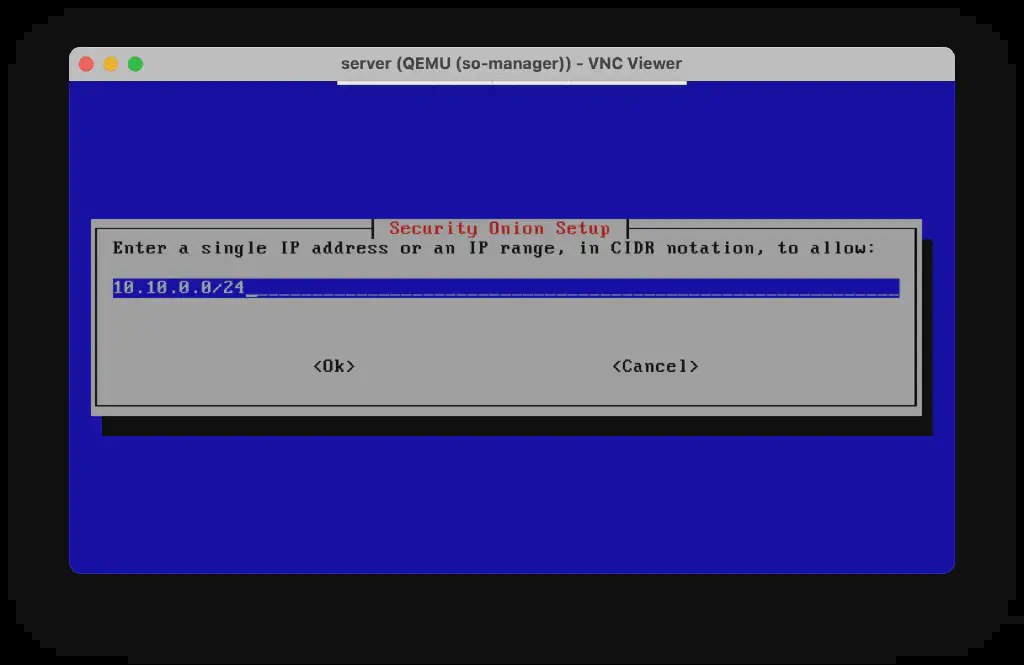 server (QEMU (so-manager)) - VNC Viewer
Security Onion Setup
Enter a single IP address or an IP range, in CIDR notation, to allow:
10.10.0.0/24_
<Ok> <Cancel>